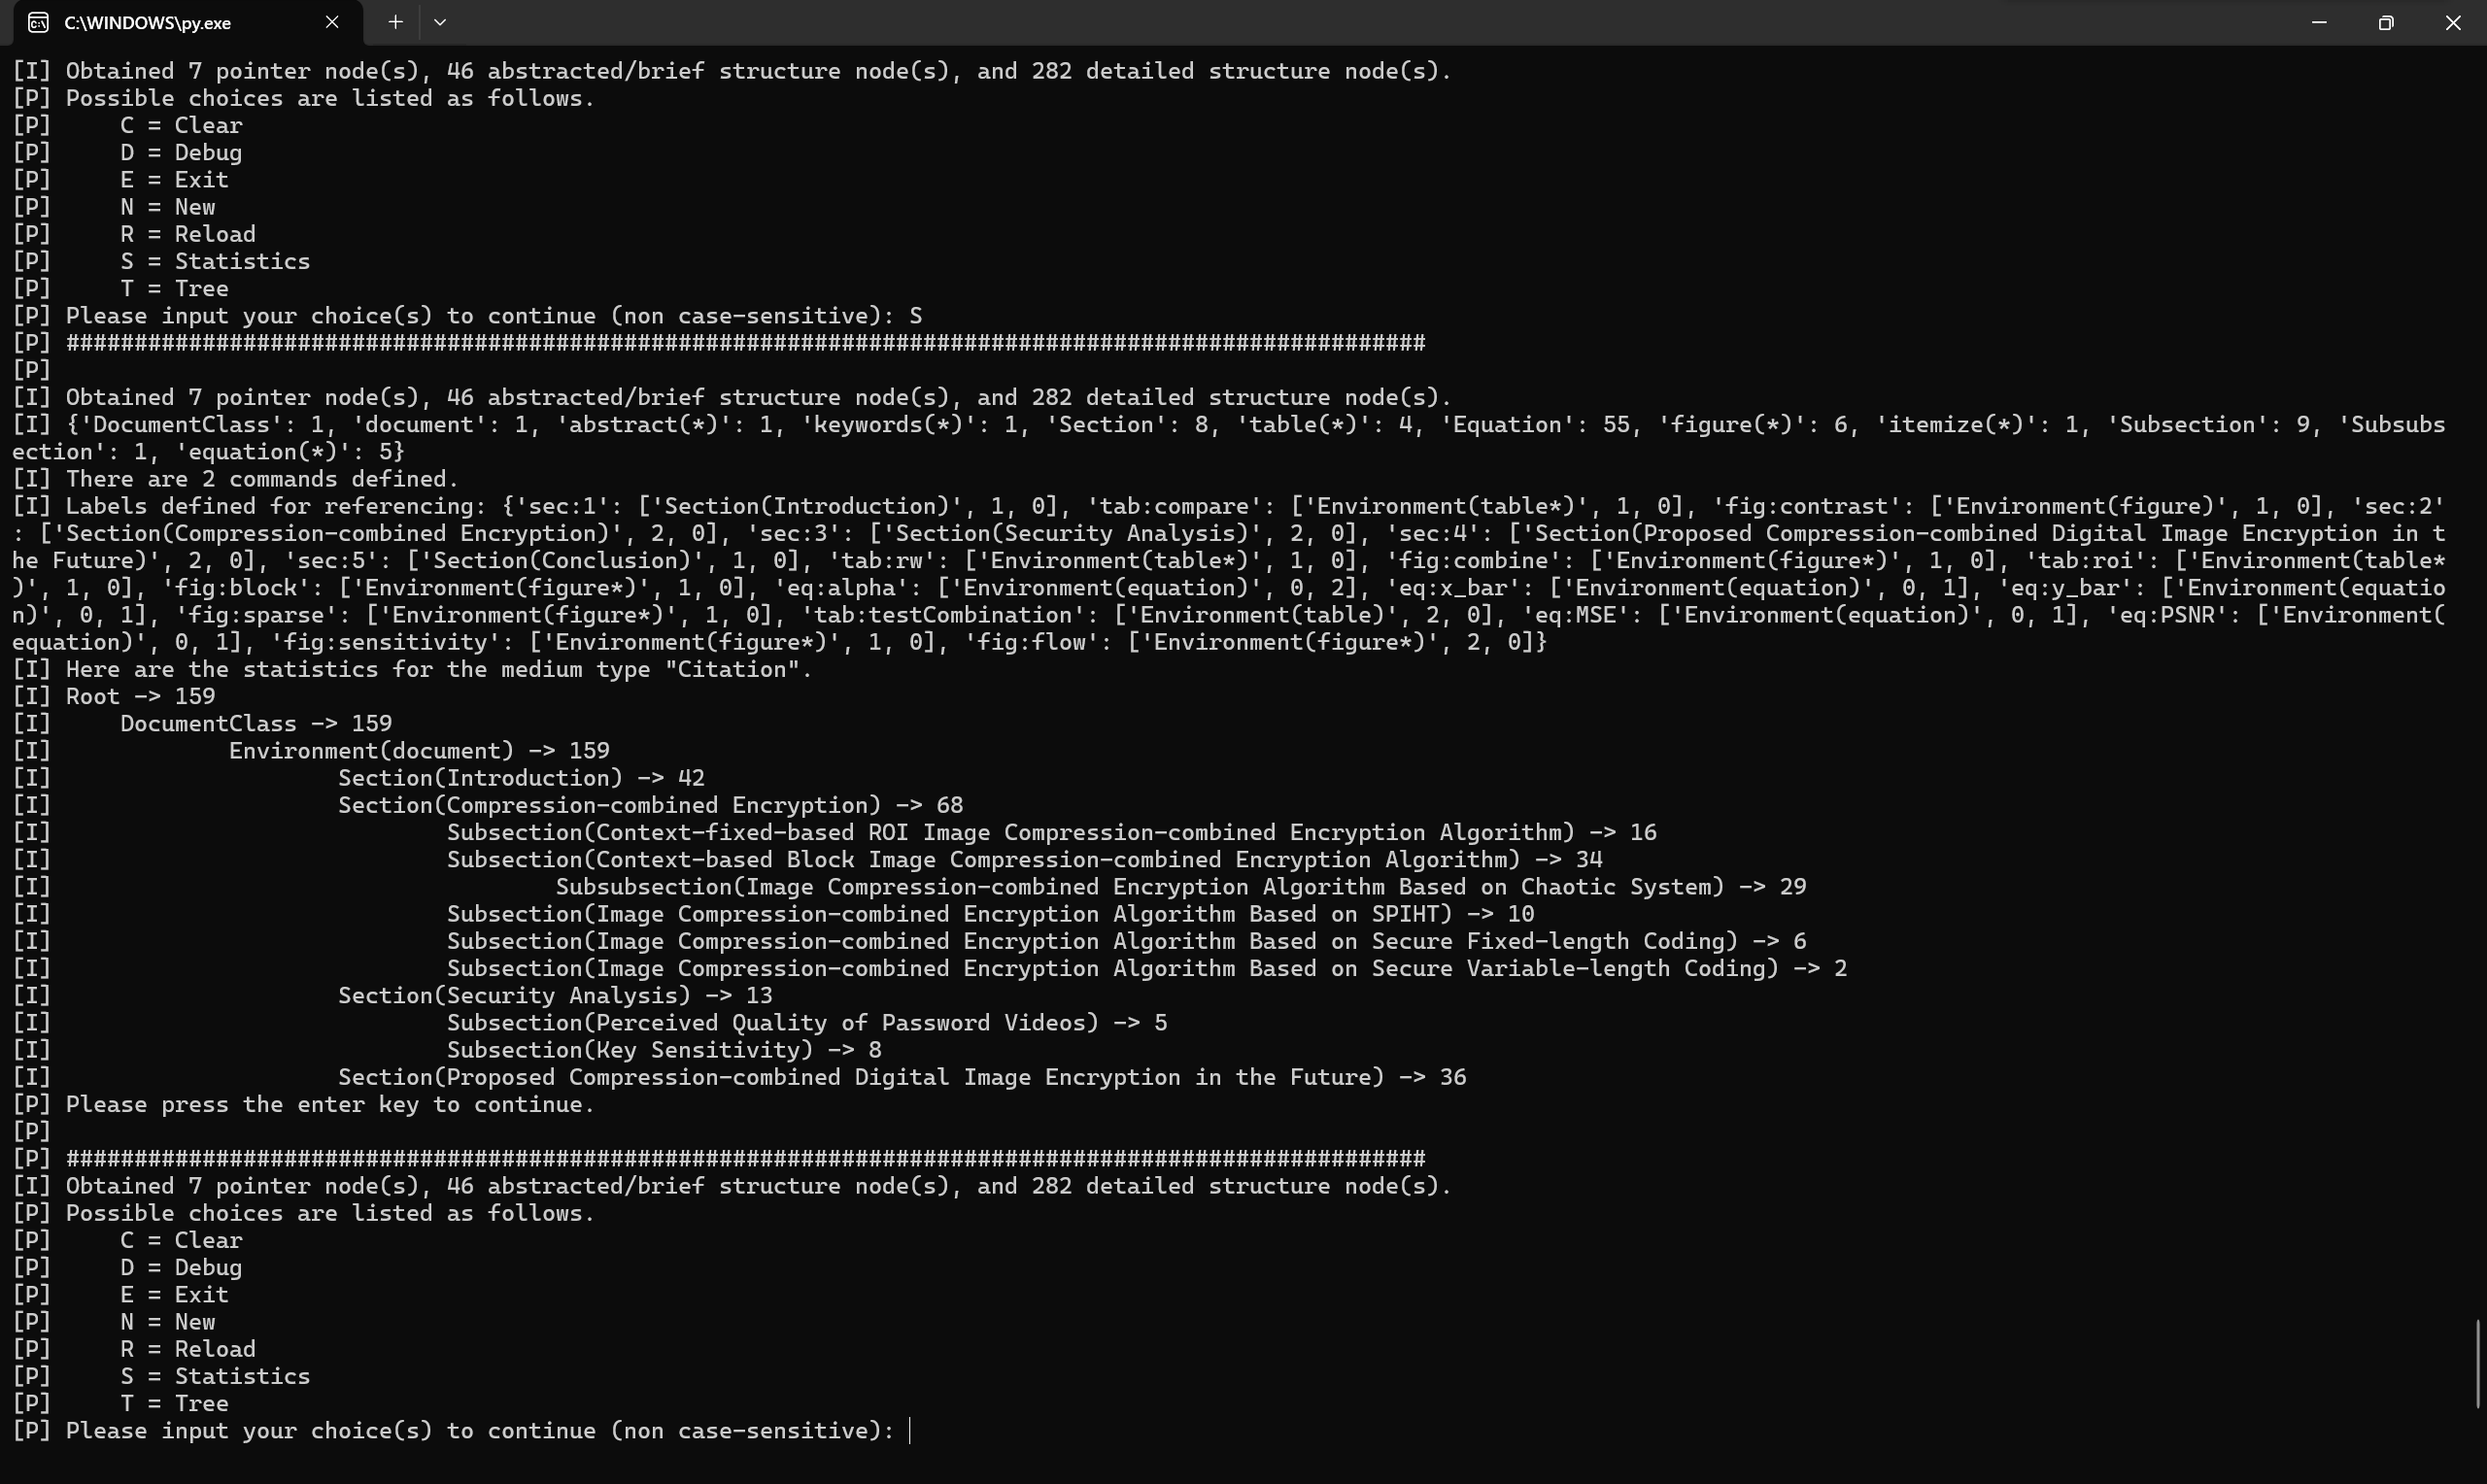 C:\WINDOWS\py.exe
[I] Obtained 7 pointer node(s), 46 abstracted/brief structure node(s), and 282 detailed structure node(s).
[P] Possible choices are listed as follows.
[P]     C = Clear
[P]     D = Debug
[P]     E = Exit
[P]     N = New
[P]     R = Reload
[P]     S = Statistics
[P]     T = Tree
[P] Please input your choice(s) to continue (non case-sensitive): S
[P] ####################################################################################################
[P]
[I] Obtained 7 pointer node(s), 46 abstracted/brief structure node(s), and 282 detailed structure node(s).
[I] {'DocumentClass': 1, 'document': 1, 'abstract(*)': 1, 'keywords(*)': 1, 'Section': 8, 'table(*)': 4, 'Equation': 55, 'figure(*)': 6, 'itemize(*)': 1, 'Subsection': 9, 'Subsubs
ection': 1, 'equation(*)': 5}
[I] There are 2 commands defined.
[I] Labels defined for referencing: {'sec:1': ['Section(Introduction)', 1, 0], 'tab:compare': ['Environment(table*)', 1, 0], 'fig:contrast': ['Environment(figure)', 1, 0], 'sec:2'
: ['Section(Compression-combined Encryption)', 2, 0], 'sec:3': ['Section(Security Analysis)', 2, 0], 'sec:4': ['Section(Proposed Compression-combined Digital Image Encryption in t
he Future)', 2, 0], 'sec:5': ['Section(Conclusion)', 1, 0], 'tab:rw': ['Environment(table*)', 1, 0], 'fig:combine': ['Environment(figure*)', 1, 0], 'tab:roi': ['Environment(table*
)', 1, 0], 'fig:block': ['Environment(figure*)', 1, 0], 'eq:alpha': ['Environment(equation)', 0, 2], 'eq:x_bar': ['Environment(equation)', 0, 1], 'eq:y_bar': ['Environment(equatio
n)', 0, 1], 'fig:sparse': ['Environment(figure*)', 1, 0], 'tab:testCombination': ['Environment(table)', 2, 0], 'eq:MSE': ['Environment(equation)', 0, 1], 'eq:PSNR': ['Environment(
equation)', 0, 1], 'fig:sensitivity': ['Environment(figure*)', 1, 0], 'fig:flow': ['Environment(figure*)', 2, 0]}
[I] Here are the statistics for the medium type "Citation".
[I] Root -> 159
[I]     DocumentClass -> 159
[I]             Environment(document) -> 159
[I]                     Section(Introduction) -> 42
[I]                     Section(Compression-combined Encryption) -> 68
[I]                             Subsection(Context-fixed-based ROI Image Compression-combined Encryption Algorithm) -> 16
[I]                             Subsection(Context-based Block Image Compression-combined Encryption Algorithm) -> 34
[I]                                     Subsubsection(Image Compression-combined Encryption Algorithm Based on Chaotic System) -> 29
[I]                             Subsection(Image Compression-combined Encryption Algorithm Based on SPIHT) -> 10
[I]                             Subsection(Image Compression-combined Encryption Algorithm Based on Secure Fixed-length Coding) -> 6
[I]                             Subsection(Image Compression-combined Encryption Algorithm Based on Secure Variable-length Coding) -> 2
[I]                     Section(Security Analysis) -> 13
[I]                             Subsection(Perceived Quality of Password Videos) -> 5
[I]                             Subsection(Key Sensitivity) -> 8
[I]                     Section(Proposed Compression-combined Digital Image Encryption in the Future) -> 36
[P] Please press the enter key to continue.
[P]
[P] ####################################################################################################
[I] Obtained 7 pointer node(s), 46 abstracted/brief structure node(s), and 282 detailed structure node(s).
[P] Possible choices are listed as follows.
[P]     C = Clear
[P]     D = Debug
[P]     E = Exit
[P]     N = New
[P]     R = Reload
[P]     S = Statistics
[P]     T = Tree
[P] Please input your choice(s) to continue (non case-sensitive):